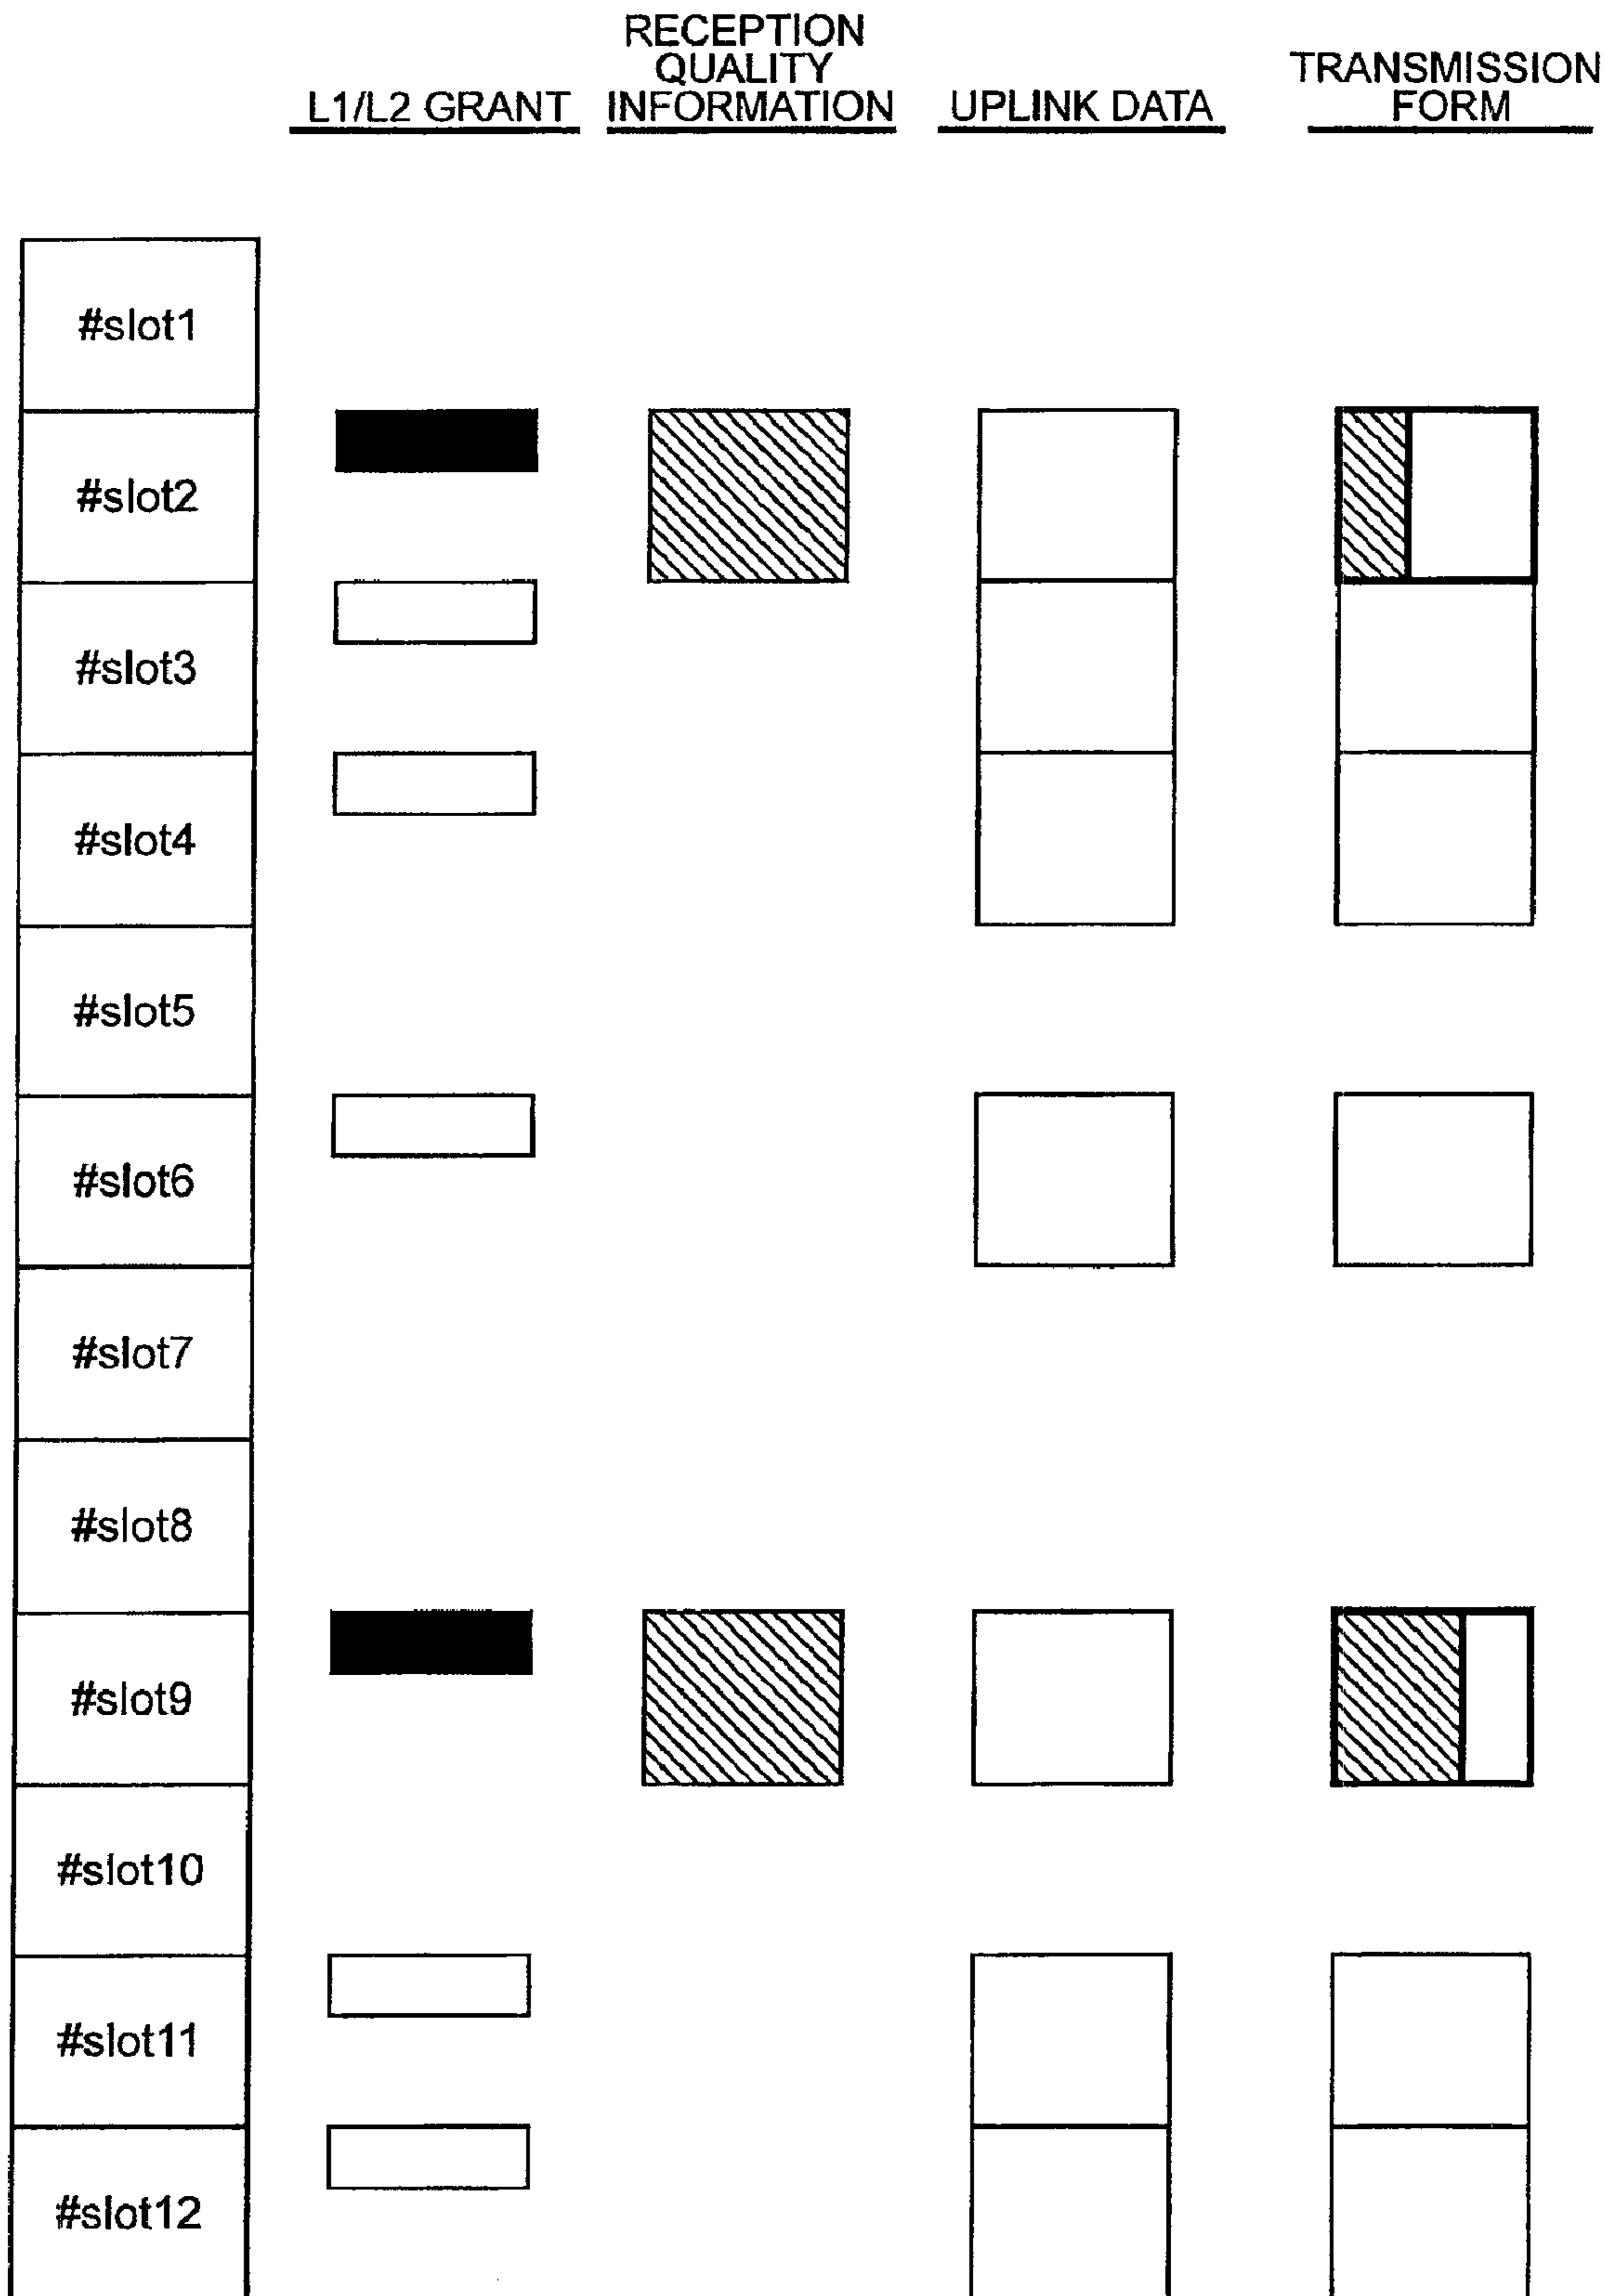 RECEPTION
QUALITY
INFORMATION
L1/L2 GRANT
UPLINK DATA
TRANSMISSION
FORM
#slot1
#slot2
#slot3
#slot4
#slot5
#slot6
#slot7
#slot8
#slot9
#slot10
#slot11
#slot12